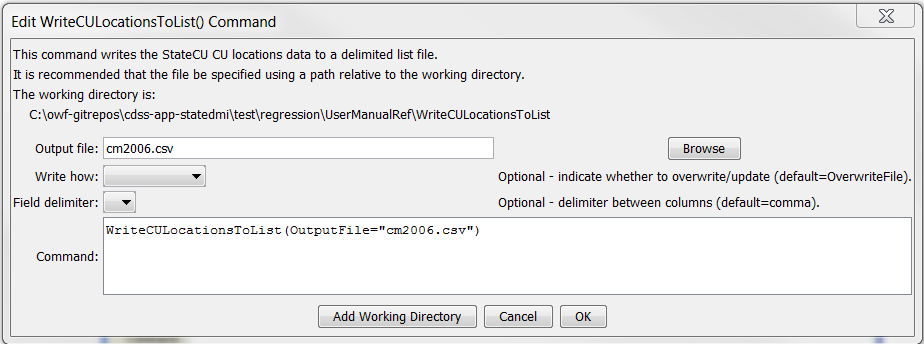 Edit WriteCULocationsToList() Command
This command writes the StateCU CU locations data to a delimited list file.
It is recommended that the file be specified using a path relative to the working directory.
The working directory is:
C:\owf-gitrepos\cdss-app-statedmi\test\regression\UserManualRef\WriteCULocationsToList
Output file: cm2006.csv Browse
Write how: Optional - indicate whether to overwrite/update (default=OverwriteFile).
Field delimiter: Optional - delimiter between columns (default=comma).
WriteCULocationsToList(OutputFile="cm2006.csv")
Command:
Add Working Directory Cancel OK